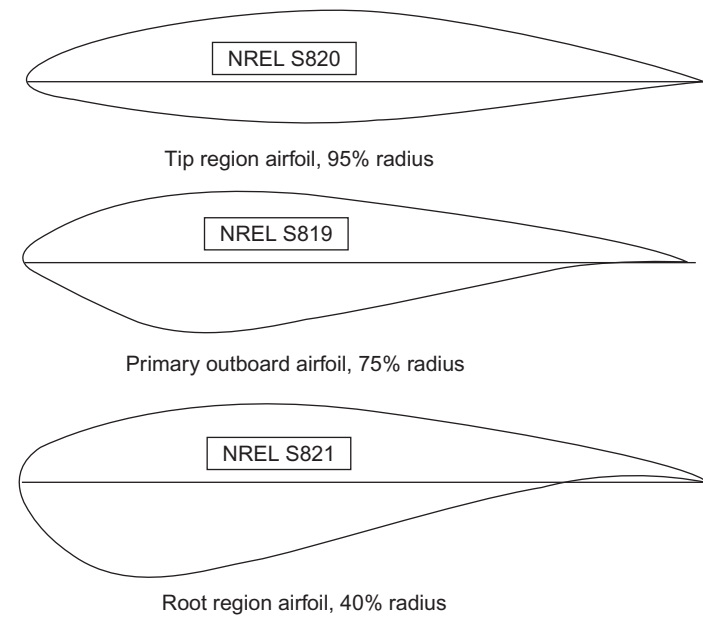 NREL S820
Tip region airfoil, 95% radius
NREL S819
Primary outboard airfoil, 75% radius
NREL S821
Root region airfoil, 40% radius